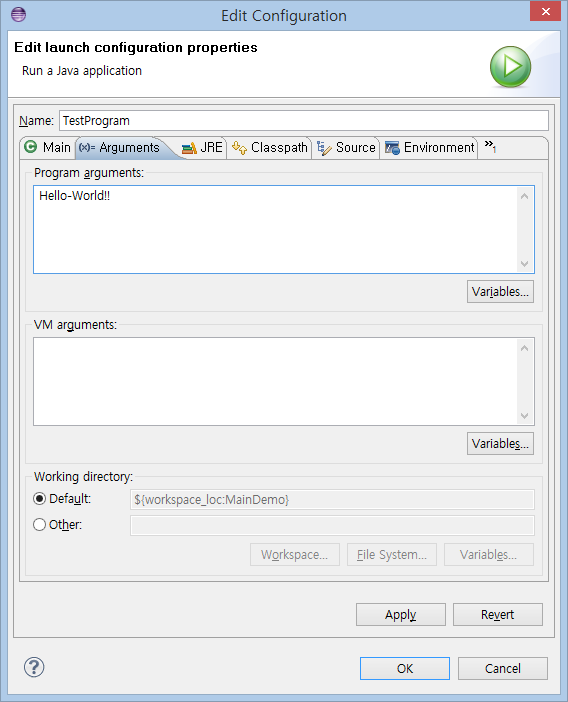 Edit Configuration
Edit launch configuration properties
Run a Java application
Name: TestProgram
Main (x)= Arguments JRE Classpath Source Environment »1
Program arguments:
Hello-World!!
Variables...
VM arguments:
Variables...
Working directory:
Default: ${workspace_loc:MainDemo}
Other:
Workspace... File System... Variables...
Apply Revert
OK Cancel